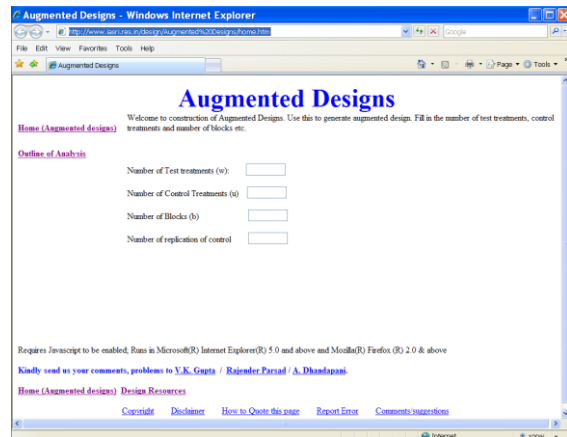 Augmented Designs - Windows Internet Explorer
http://www.iasri.res.in/design/Augmented%20Designs/home.htm
Google
File Edit View Favorites Tools Help
Augmented Designs
Page Tools
Augmented Designs
Home (Augmented designs)
Welcome to construction of Augmented Designs. Use this to generate augmented design. Fill in the number of test treatments, control
treatments and number of blocks etc.
Outline of Analysis
Number of Test treatments (w):
Number of Control Treatments (u)
Number of Blocks (b)
Number of replication of control
Requires Javascript to be enabled; Runs in Microsoft(R) Internet Explorer(R) 5.0 and above and Mozilla(R) Firefox (R) 2.0 & above
Kindly send us your comments, problems to V.K. Gupta / Rajender Parsad / A. Dhandapani.
Home (Augmented designs) Design Resources
Copyright Disclaimer How to Quote this page Report Error Comments/suggestions
Internet